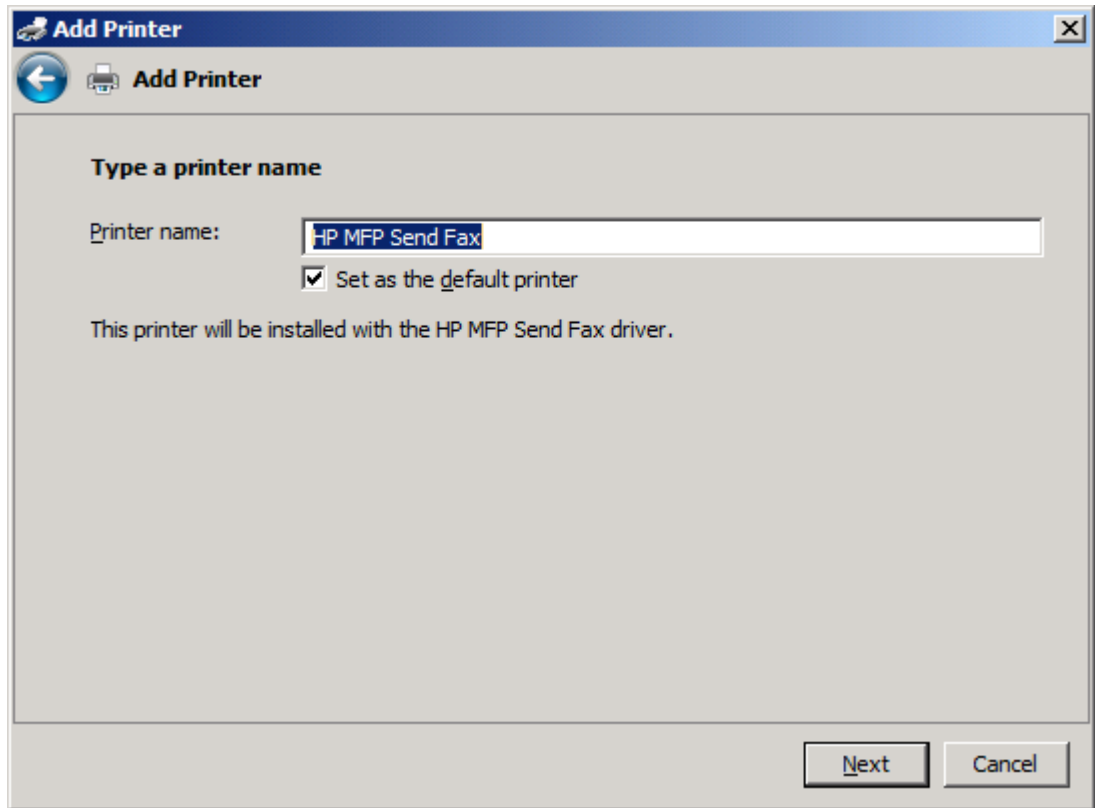 Add Printer
Add Printer
Type a printer name
Printer name: HP MFP Send Fax
Set as the default printer
This printer will be installed with the HP MFP Send Fax driver.
Next Cancel